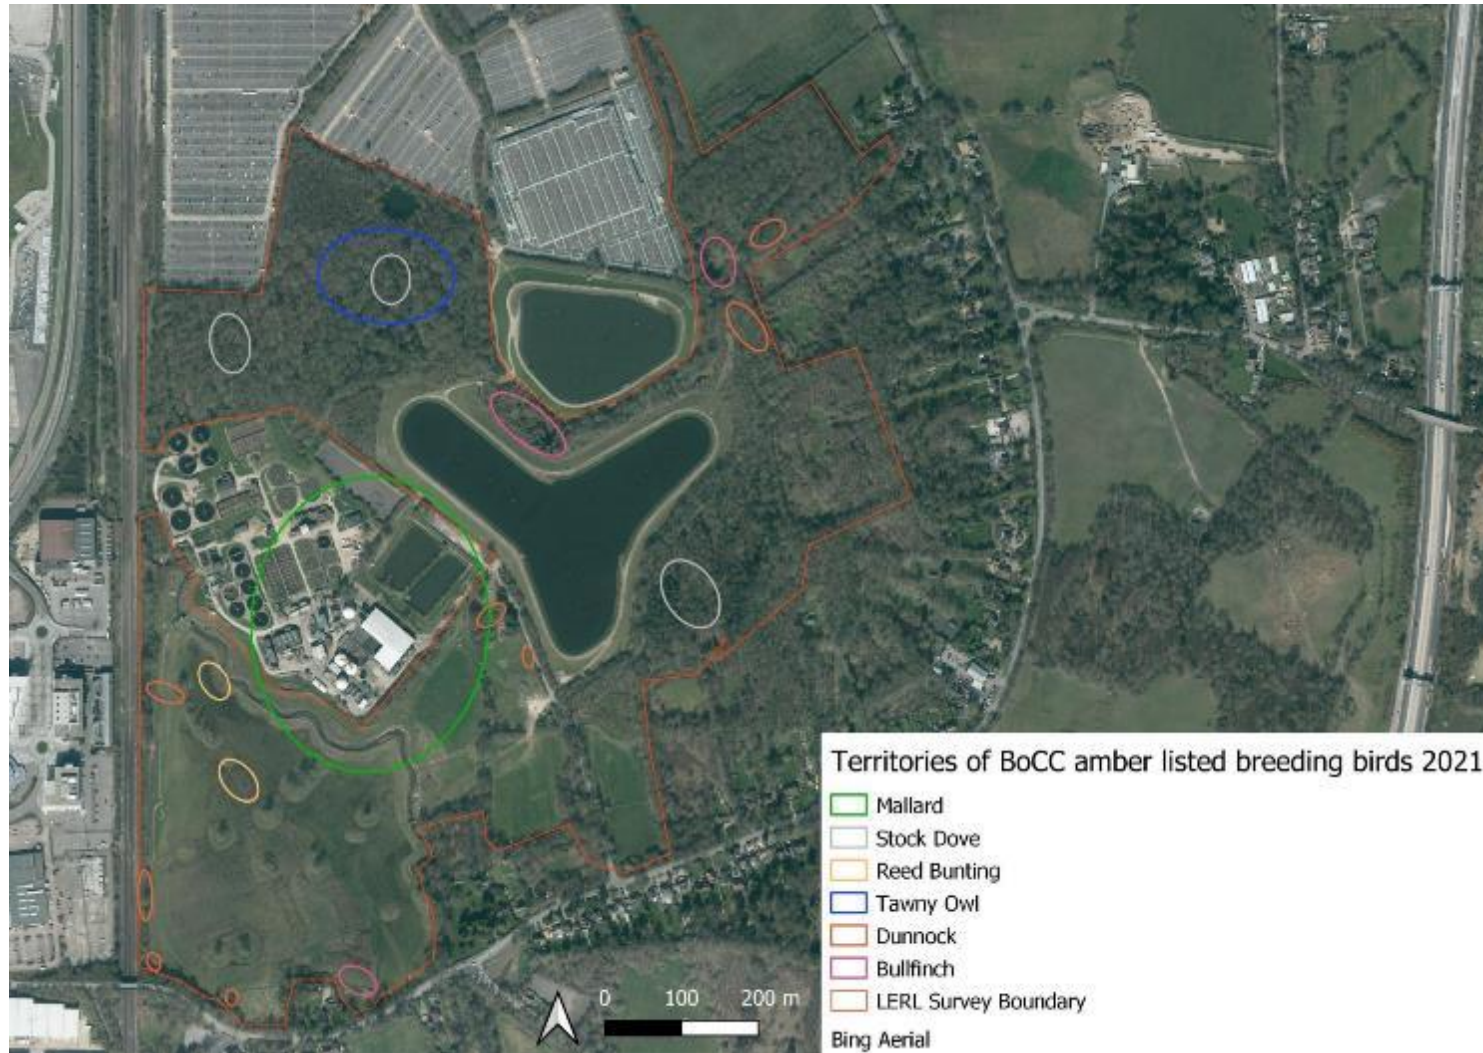 Territories of BoCC amber listed breeding birds 2021
Mallard
Stock Dove
Reed Bunting
Tawny Owl
Dunnock
Bullfinch
LERL Survey Boundary
Bing Aerial
0 100 200 m